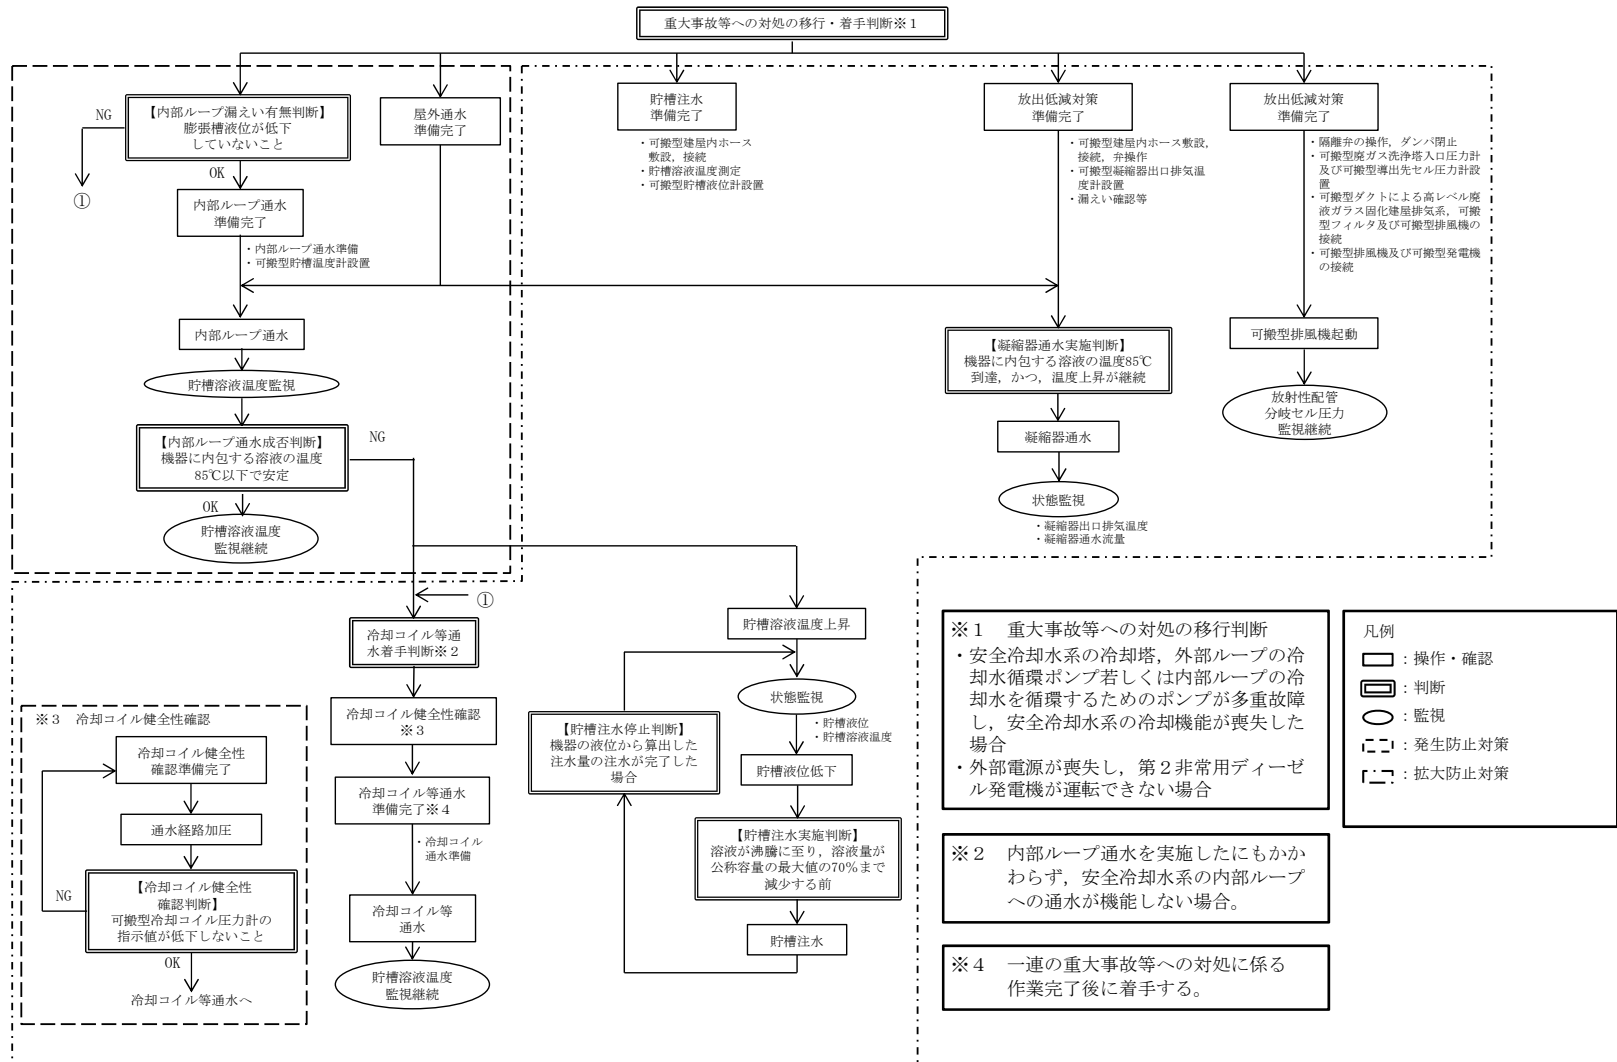 重大事故等への対処の移行・着手判断※１
NG
【内部ループ漏えい有無判断】
膨張槽液位が低下
していないこと
①
OK
内部ループ通水
準備完了
・内部ループ通水準備
・可搬型貯槽温度計設置
屋外通水
準備完了
内部ループ通水
貯槽溶液温度監視
【内部ループ通水成否判断】
機器に内包する溶液の温度
85℃以下で安定
NG
OK
貯槽溶液温度
監視継続
貯槽注水
準備完了
・可搬型建屋内ホース
敷設，接続
・貯槽溶液温度測定
・可搬型貯槽液位計設置
放出低減対策
準備完了
・可搬型建屋内ホース敷設，
接続，弁操作
・可搬型凝縮器出口排気温
度計設置
・漏えい確認等
【凝縮器通水実施判断】
機器に内包する溶液の温度85℃
到達，かつ，温度上昇が継続
凝縮器通水
状態監視
・凝縮器出口排気温度
・凝縮器通水流量
放出低減対策
準備完了
・隔離弁の操作，ダンパ閉止
・可搬型廃ガス洗浄塔入口圧力計
及び可搬型導出先セル圧力計設
置
・可搬型ダクトによる高レベル廃
液ガラス固化建屋排気系，可搬
型フィルタ及び可搬型排風機の
接続
・可搬型排風機及び可搬型発電機
の接続
可搬型排風機起動
放射性配管
分岐セル圧力
監視継続
①
冷却コイル等通
水着手判断※２
冷却コイル健全性確認
※３
冷却コイル等通水
準備完了※４
・冷却コイル
通水準備
冷却コイル等
通水
貯槽溶液温度
監視継続
※３　冷却コイル健全性確認
冷却コイル健全性
確認準備完了
通水経路加圧
【冷却コイル健全性
確認判断】
可搬型冷却コイル圧力計の
指示値が低下しないこと
NG
OK
冷却コイル等通水へ
貯槽溶液温度上昇
状態監視
・貯槽液位
・貯槽溶液温度
貯槽液位低下
【貯槽注水実施判断】
溶液が沸騰に至り，溶液量が
公称容量の最大値の70％まで
減少する前
貯槽注水
【貯槽注水停止判断】
機器の液位から算出した
注水量の注水が完了した
場合
※１　重大事故等への対処の移行判断
・安全冷却水系の冷却塔，外部ループの冷
却水循環ポンプ若しくは内部ループの冷
却水を循環するためのポンプが多重故障
し，安全冷却水系の冷却機能が喪失した
場合
・外部電源が喪失し，第２非常用ディーゼ
ル発電機が運転できない場合
※２　内部ループ通水を実施したにもかか
わらず，安全冷却水系の内部ループ
への通水が機能しない場合。
※４　一連の重大事故等への対処に係る
作業完了後に着手する。
凡例
：操作・確認
：判断
：監視
：発生防止対策
：拡大防止対策